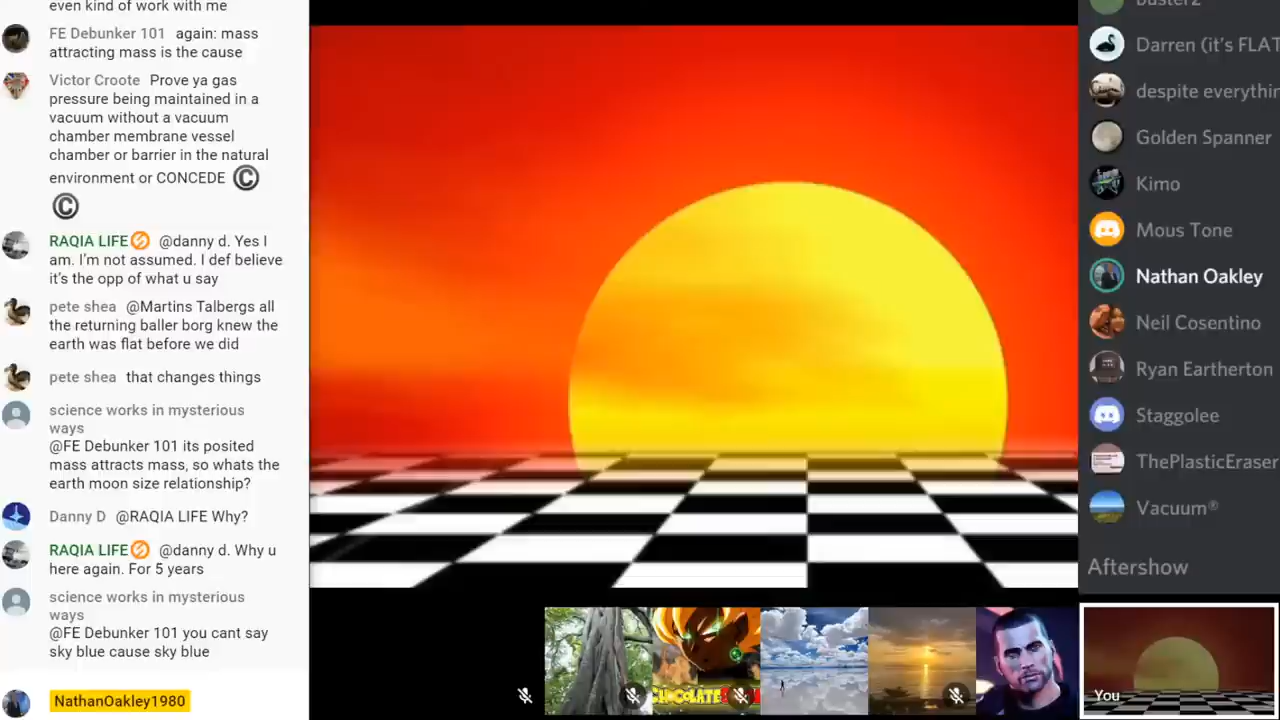 even kind of work with me
FE Debunker 101 again: mass
attracting mass is the cause
Victor Croote Prove ya gas
pressure being maintained in a
vacuum without a vacuum
chamber membrane vessel
chamber or barrier in the natural
environment or CONCEDE ©
©
RAQIA LIFE @danny d. Yes I
am. I'm not assumed. I def believe
it's the opp of what u say
pete shea @Martins Talbergs all
the returning baller borg knew the
earth was flat before we did
pete shea that changes things
science works in mysterious
ways
@FE Debunker 101 its posited
mass attracts mass, so whats the
earth moon size relationship?
Danny D @RAQIA LIFE Why?
RAQIA LIFE @danny d. Why u
here again. For 5 years
science works in mysterious
ways
@FE Debunker 101 you cant say
sky blue cause sky blue
NathanOakley1980
Darren (it's FLAT
despite everythin
Golden Spanner
Kimo
Mous Tone
Nathan Oakley
Neil Cosentino
Ryan Eartherton
Staggolee
ThePlasticEraser
Vacuum®
Aftershow
You